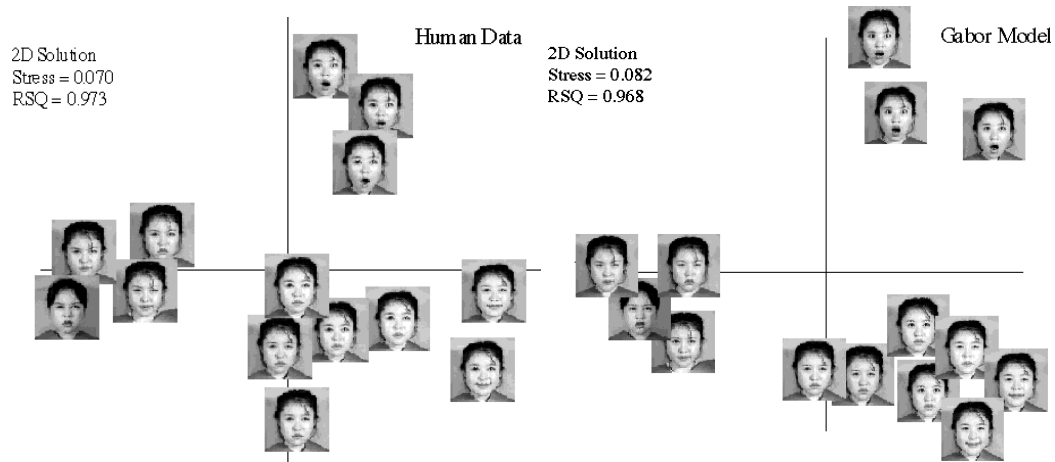 Human Data
2D Solution
Stress = 0.070
RSQ = 0.973
Gabor Model
2D Solution
Stress = 0.082
RSQ = 0.968